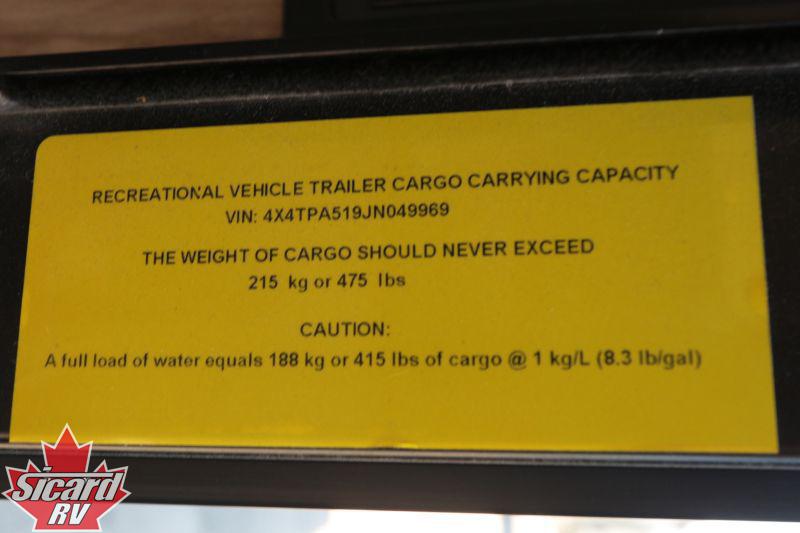 RECREATIONAL VEHICLE TRAILER CARGO CARRYING CAPACITY
VIN: 4X4TPA519JN049969
THE WEIGHT OF CARGO SHOULD NEVER EXCEED
215 kg or 475 lbs
CAUTION:
A full load of water equals 188 kg or 415 lbs of cargo @ 1 kg/L (8.3 lb/gal)
Sicard
RV